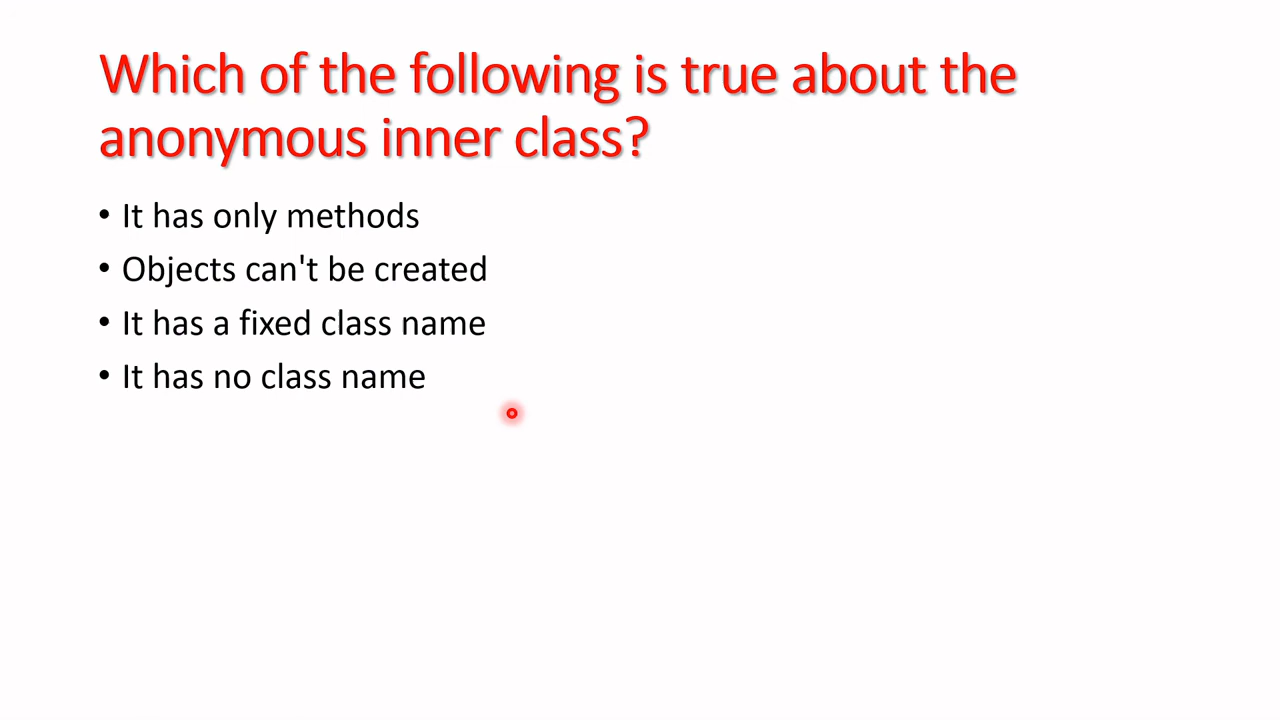 Which of the following is true about the
anonymous inner class?
• It has only methods
• Objects can't be created
• It has a fixed class name
• It has no class name